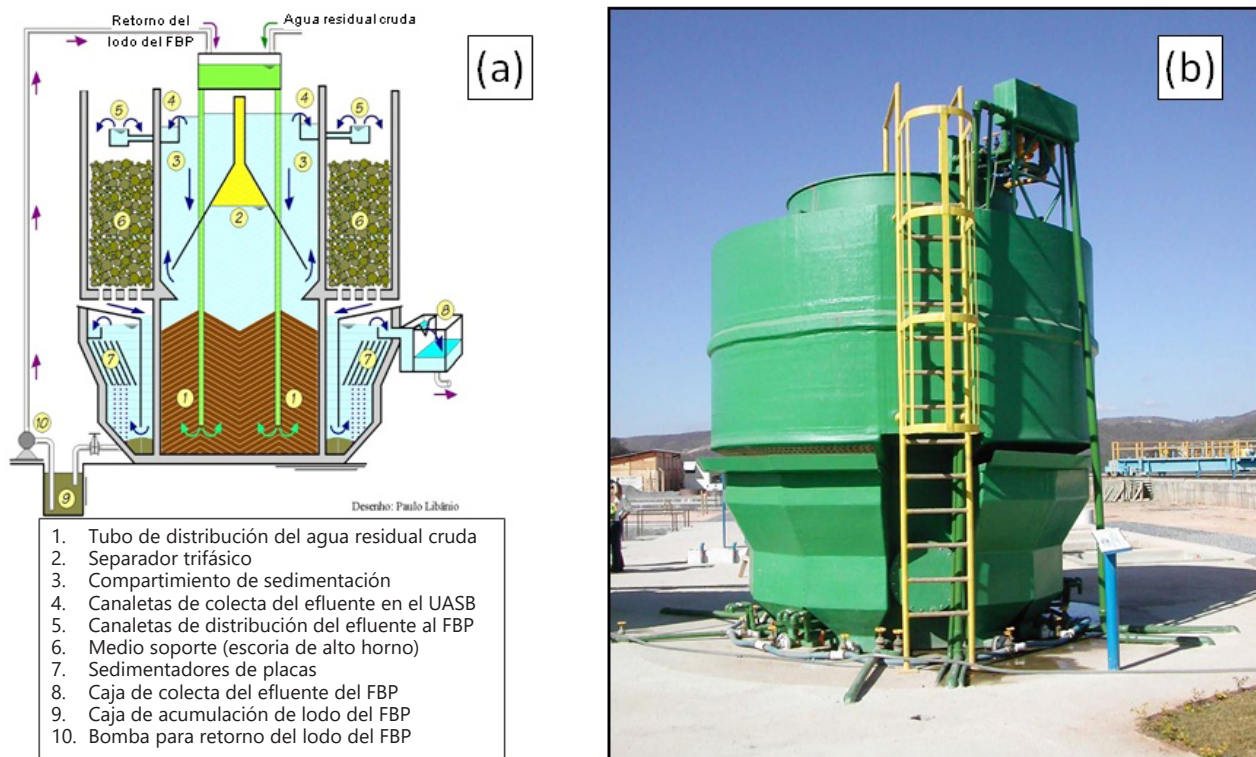 Retorno del
lodo del FBP
Agua residual cruda
(a)
4
4
5
5
3
3
2
6
6
8
7
7
1
1
10
9
Desenho: Paulo Libânio
1. Tubo de distribución del agua residual cruda
2. Separador trifásico
3. Compartimiento de sedimentación
4. Canaletas de colecta del efluente en el UASB
5. Canaletas de distribución del efluente al FBP
6. Medio soporte (escoria de alto horno)
7. Sedimentadores de placas
8. Caja de colecta del efluente del FBP
9. Caja de acumulación de lodo del FBP
10. Bomba para retorno del lodo del FBP
(b)